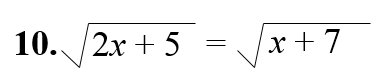 10. √(2x + 5) = √(x + 7)